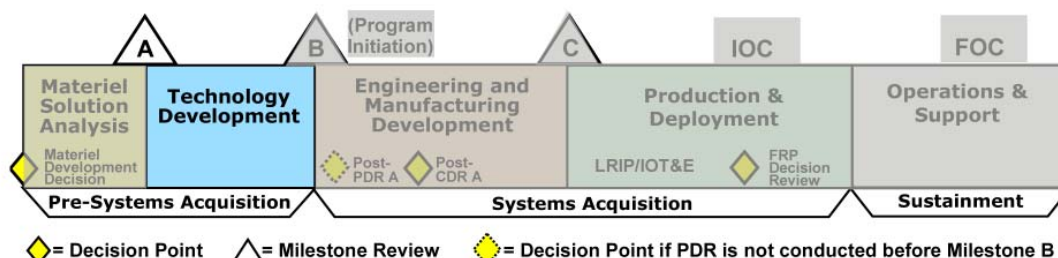 A
B
(Program
Initiation)
C
IOC
FOC
Materiel
Solution
Analysis
Technology
Development
Engineering and
Manufacturing
Development
Production &
Deployment
Operations &
Support
Materiel
Development
Decision
Post-
PDR A
Post-
CDR A
LRIP/IOT&E
FRP
Decision
Review
Pre-Systems Acquisition
Systems Acquisition
Sustainment
= Decision Point
= Milestone Review
= Decision Point if PDR is not conducted before Milestone B